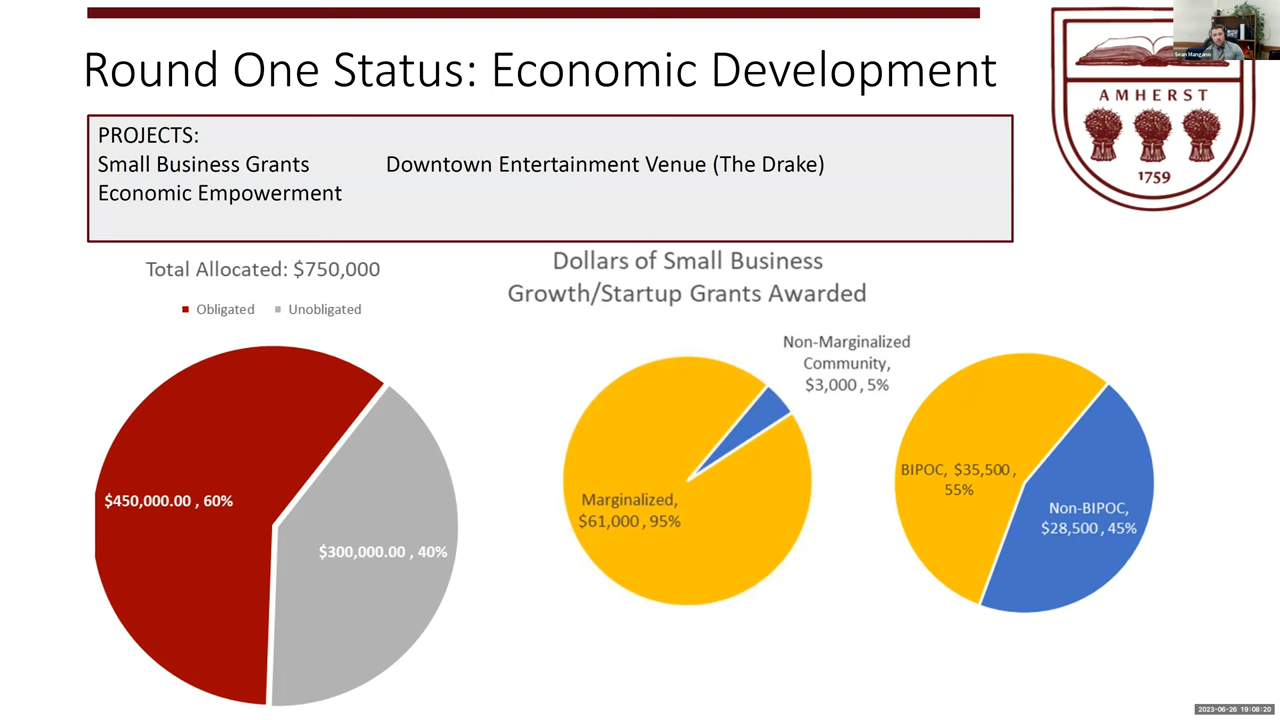 Round One Status: Economic Development
PROJECTS:
Small Business Grants Downtown Entertainment Venue (The Drake)
Economic Empowerment
AMHERST
1759
Sean Mangano
Total Allocated: $750,000
Obligated Unobligated
$450,000.00 , 60%
$300,000.00 , 40%
Dollars of Small Business
Growth/Startup Grants Awarded
Non-Marginalized
Community,
$3,000 , 5%
Marginalized,
$61,000 , 95%
BIPOC, $35,500 ,
55%
Non-BIPOC,
$28,500 , 45%
2023-06-26 19:08:20